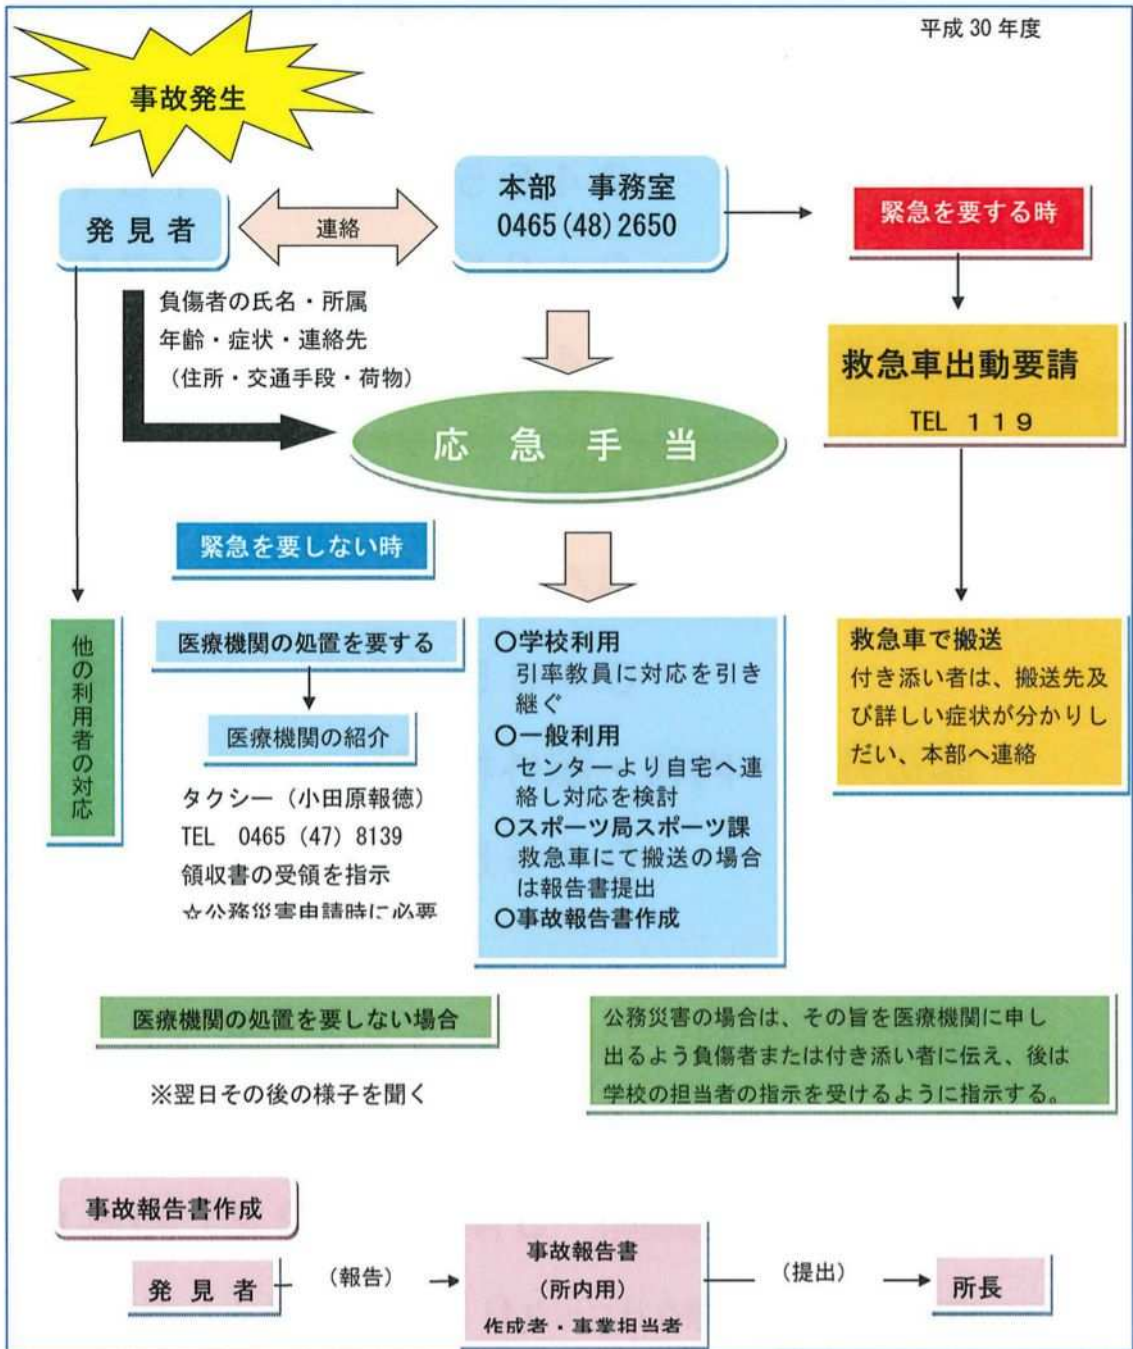 平成 30 年度
事故発生
発 見 者
連絡
本部　事務室
0465(48)2650
緊急を要する時
負傷者の氏名・所属
年齢・症状・連絡先
（住所・交通手段・荷物）
救急車出動要請
TEL １１９
応 急 手 当
緊急を要しない時
他の利用者の対応
医療機関の処置を要する
医療機関の紹介
タクシー（小田原報徳）
TEL　0465（47）8139
領収書の受領を指示
☆公務災害申請時に必要
〇学校利用
引率教員に対応を引き
継ぐ
〇一般利用
センターより自宅へ連
絡し対応を検討
〇スポーツ局スポーツ課
救急車にて搬送の場合
は報告書提出
〇事故報告書作成
救急車で搬送
付き添い者は、搬送先及
び詳しい症状が分かりし
だい、本部へ連絡
医療機関の処置を要しない場合
※翌日その後の様子を聞く
公務災害の場合は、その旨を医療機関に申し
出るよう負傷者または付き添い者に伝え、後は
学校の担当者の指示を受けるように指示する。
事故報告書作成
発 見 者
（報告）
事故報告書
（所内用）
作成者・事業担当者
（提出）
所長